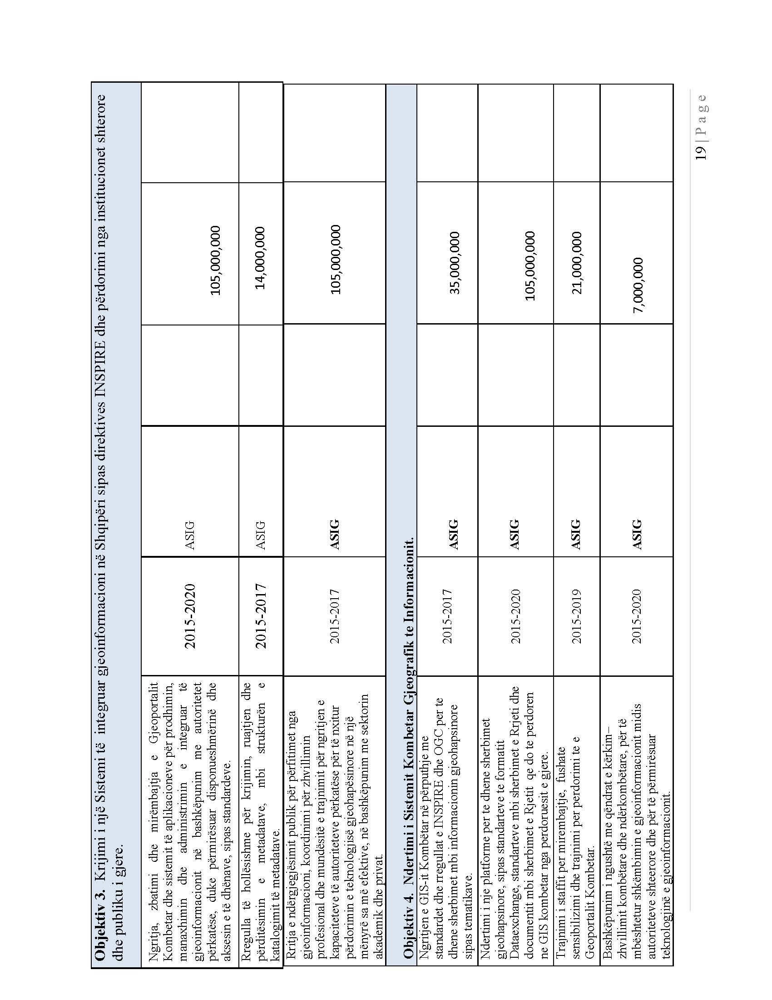 Objektiv 3. Krijimi i një Sistemi të integruar gjeoinformacioni në Shqipëri sipas direktives INSPIRE dhe përdorimi nga institucionet shterore
dhe publiku i gjere.
Ngritja, zbatimi dhe mirëmbajtja e Gjeoportalit
Kombetar dhe sistemit të aplikacioneve për prodhimin,
manaxhimin dhe administrimin e integruar të
gjeoinformacionit në bashkëpunim me autoritetet
përkatëse, duke përmirësuar disponueshmërinë dhe
aksesin e të dhënave, sipas standardeve.
2015-2020
ASIG
105,000,000
Rregulla të hollësishme për krijimin, ruajtjen dhe
përditësimin e metadatave, mbi strukturën e
katalogimit të metadatave.
2015-2017
ASIG
14,000,000
Rritja e ndërgjegjësimit publik për përfitimet nga
gjeoinformacioni, koordinimi për zhvillimin
profesional dhe mundësitë e trajnimit për ngritjen e
kapaciteteve të autoriteteve përkatëse për të nxitur
përdorimin e teknologjisë gjeohapësinore në një
mënyrë sa më efektive, në bashkëpunim me sektorin
akademik dhe privat.
2015-2017
ASIG
105,000,000
Objektiv 4. Ndertimi i Sistemit Kombetar Gjeografik te Informacionit.
Ngritjen e GIS-it Kombëtar në përputhje me
standardet dhe rregullat e INSPIRE dhe OGC per te
dhene sherbimet mbi informacionin gjeohapsinore
sipas tematikave.
2015-2017
ASIG
35,000,000
Ndertimi i nje platforme per te dhene sherbimet
gjeohapsinore, sipas standarteve te formatit
Dataexchange, standarteve mbi sherbimet e Rrjeti dhe
documentit mbi sherbimet e Rjetit qe do te perdoren
ne GIS kombetar nga perdoruesit e gjere.
2015-2020
ASIG
105,000,000
Trajnimi i staffit per mirembajtje, fushate
sensibilizimi dhe trajnimi per perdorimi te e
Geoportalit Kombetar.
2015-2019
ASIG
21,000,000
Bashkëpunim i ngushtë me qëndrat e kërkim–
zhvillimit kombëtare dhe ndërkombëtare, për të
mbështetur shkëmbimin e gjeoinformacionit midis
autoriteteve shteerore dhe për të përmirësuar
teknologjinë e gjeoinformacionit.
2015-2020
ASIG
7,000,000
19 | P a g e